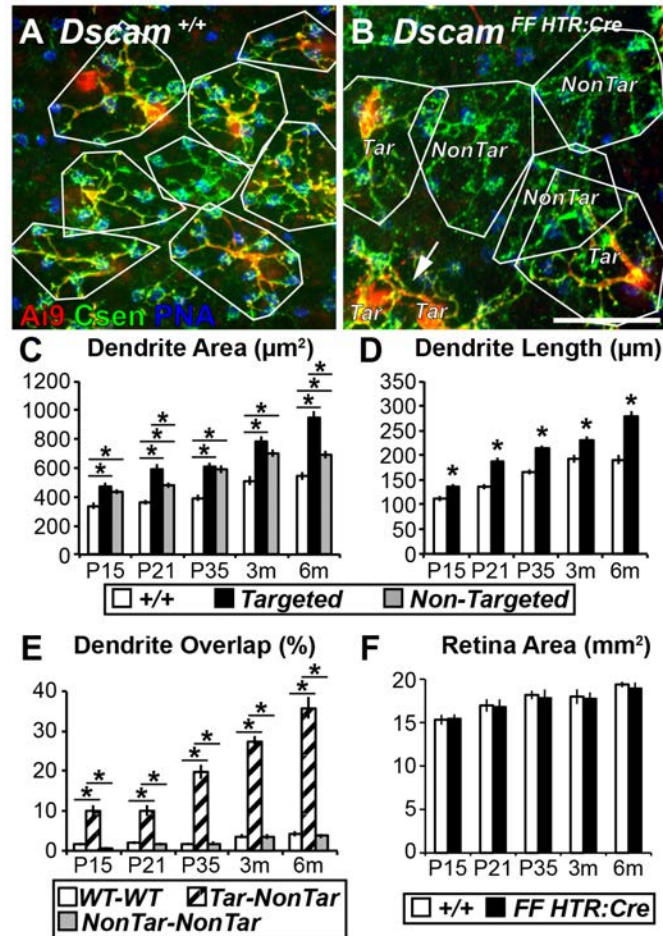 A Dscam +/+
B Dscam FF HTR:Cre
NonTar
Tar
NonTar
NonTar
Tar
Tar
Tar
Ai9 Csen PNA
C Dendrite Area (µm²)
1200
1000
800
600
400
200
0
* * * * * * * * * * * *
P15 P21 P35 3m 6m
D Dendrite Length (µm)
350
300
250
200
150
100
50
0
* * * * *
P15 P21 P35 3m 6m
+/+ Targeted Non-Targeted
E Dendrite Overlap (%)
40
30
20
10
0
* * * * * * * * * *
P15 P21 P35 3m 6m
WT-WT Tar-NonTar
NonTar-NonTar
F Retina Area (mm²)
20
15
10
5
0
P15 P21 P35 3m 6m
+/+ FF HTR:Cre